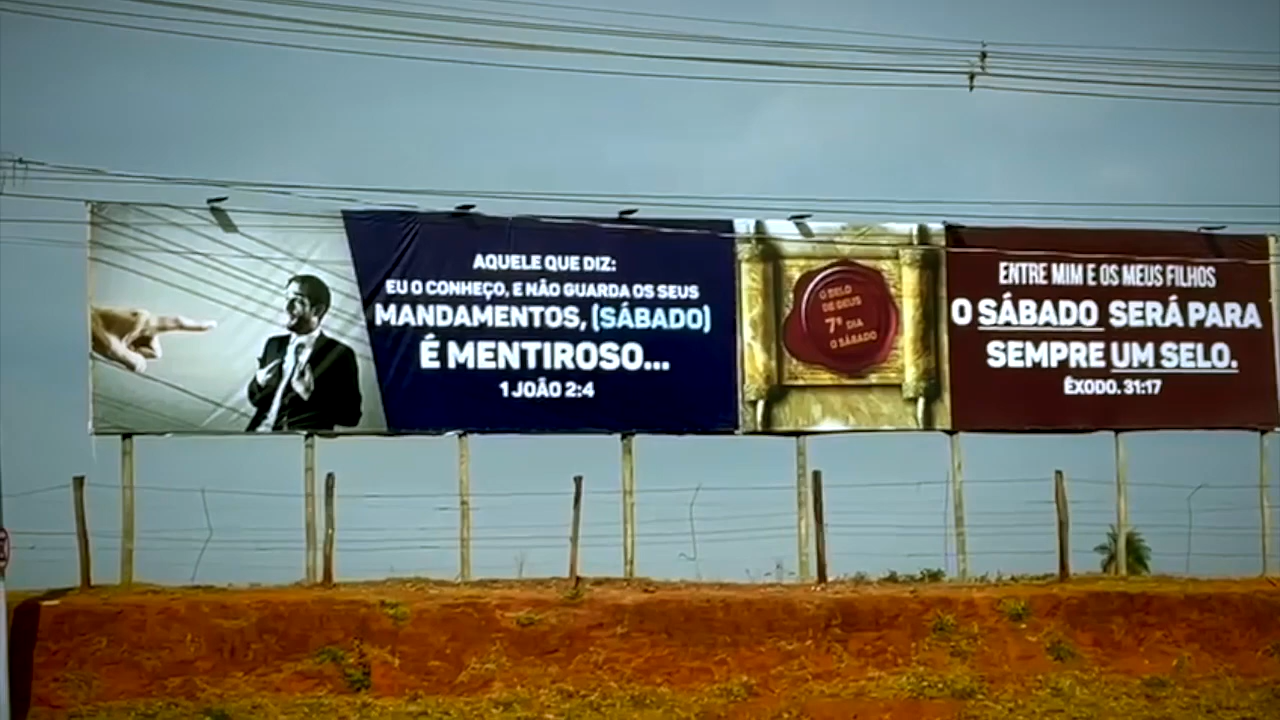 AQUELE QUE DIZ:
EU O CONHEÇO, E NÃO GUARDA OS SEUS
MANDAMENTOS, (SÁBADO)
É MENTIROSO...
1 JOÃO 2:4
O SELO
DE DEUS
7º DIA
O SÁBADO
ENTRE MIM E OS MEUS FILHOS
O SÁBADO SERÁ PARA
SEMPRE UM SELO.
ÊXODO. 31:17